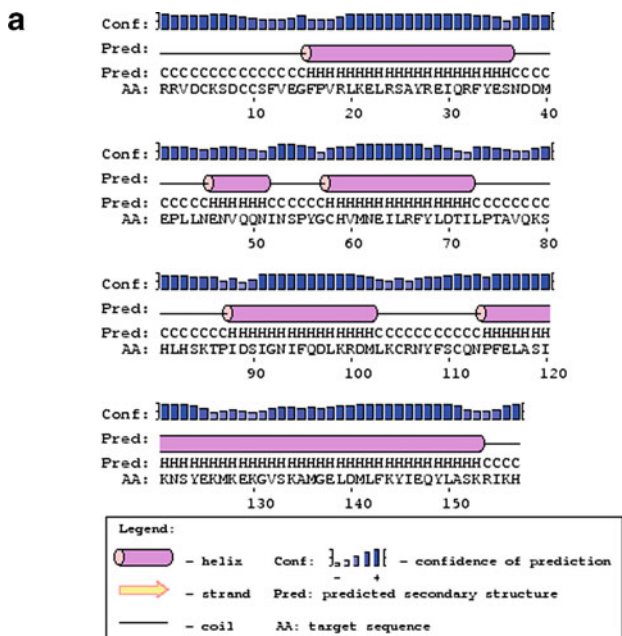 a
Conf:
Pred:
Pred: CCCCCCCCCCCCCCCHHHHHHHHHHHHHHHHHHHHHCCCC
AA: RRVDCKSDCCSFVEGFPVRLKELRSAYREIQRFYESNDDM
10 20 30 40
Conf:
Pred:
Pred: CCCCCHHHHHHCCCCCCHHHHHHHHHHHHHHHCCCCCCCC
AA: EPLLNENVQQNINSPYGCHVMNEILRFYLDTILPTAVQKS
50 60 70 80
Conf:
Pred:
Pred: CCCCCCCHHHHHHHHHHHHHHHCCCCCCCCCCCHHHHHHH
AA: HLHSKTPIDSIGNIFQDLKRDMLKCRNYFSCQNPFELASI
90 100 110 120
Conf:
Pred:
Pred: HHHHHHHHHHHHHHHHHHHHHHHHHHHHHHHHHCCCC
AA: KNSYEKMKEKGVSKAMGELDMLFKYIEQYLASKRIKH
130 140 150
Legend:
- helix Conf: - + - confidence of prediction
- strand Pred: predicted secondary structure
- coil AA: target sequence